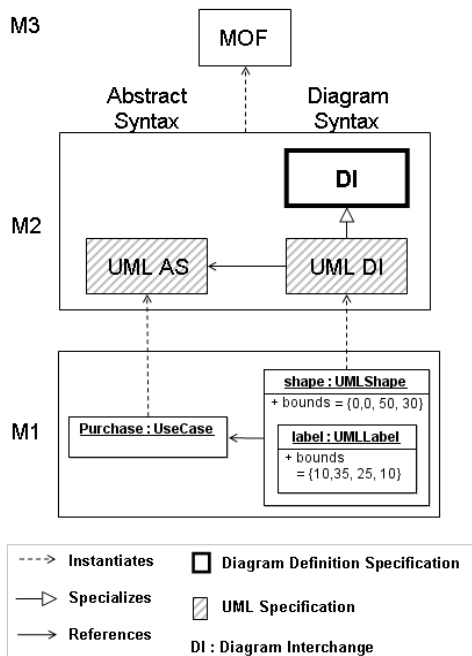 M3
MOF
Abstract
Syntax
Diagram
Syntax
M2
DI
UML AS
UML DI
M1
shape : UMLShape
+ bounds = {0,0, 50, 30}
Purchase : UseCase
label : UMLLabel
+ bounds
= {10,35, 25, 10}
Instantiates
Diagram Definition Specification
Specializes
UML Specification
References
DI : Diagram Interchange